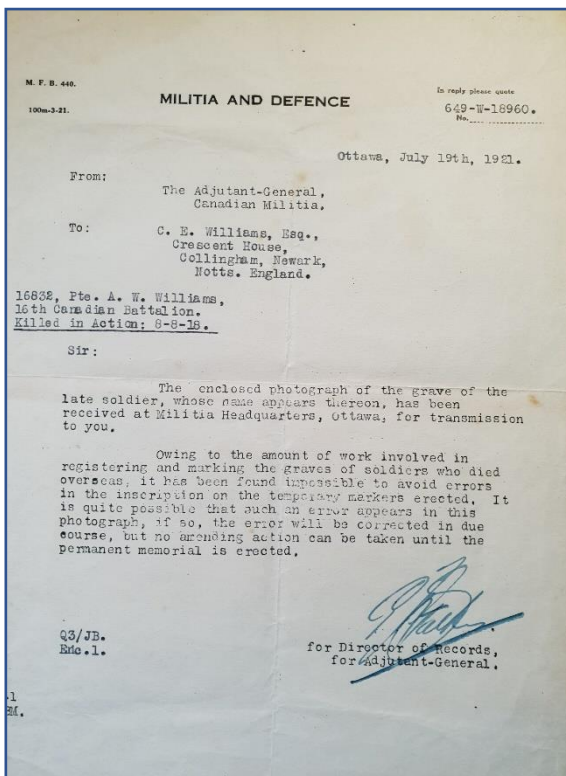 M. F. B. 440.
100m-3-21.
MILITIA AND DEFENCE
In reply please quote
649-W-18960.
No.
Ottawa, July 19th, 1921.
From:
The Adjutant-General,
Canadian Militia.
To:
C. E. Williams, Esq.,
Crescent House,
Collingham, Newark,
Notts. England.
16832, Pte. A. W. Williams,
16th Canadian Battalion.
Killed in Action: 8-8-18.
Sir:
The enclosed photograph of the grave of the
late soldier, whose name appears thereon, has been
received at Militia Headquarters, Ottawa, for transmission
to you.
Owing to the amount of work involved in
registering and marking the graves of soldiers who died
overseas, it has been found impossible to avoid errors
in the inscription on the temporary markers erected. It
is quite possible that such an error appears in this
photograph, if so, the error will be corrected in due
course, but no amending action can be taken until the
permanent memorial is erected.
Q3/JB.
Enc.1.
for Director of Records,
for Adjutant-General.